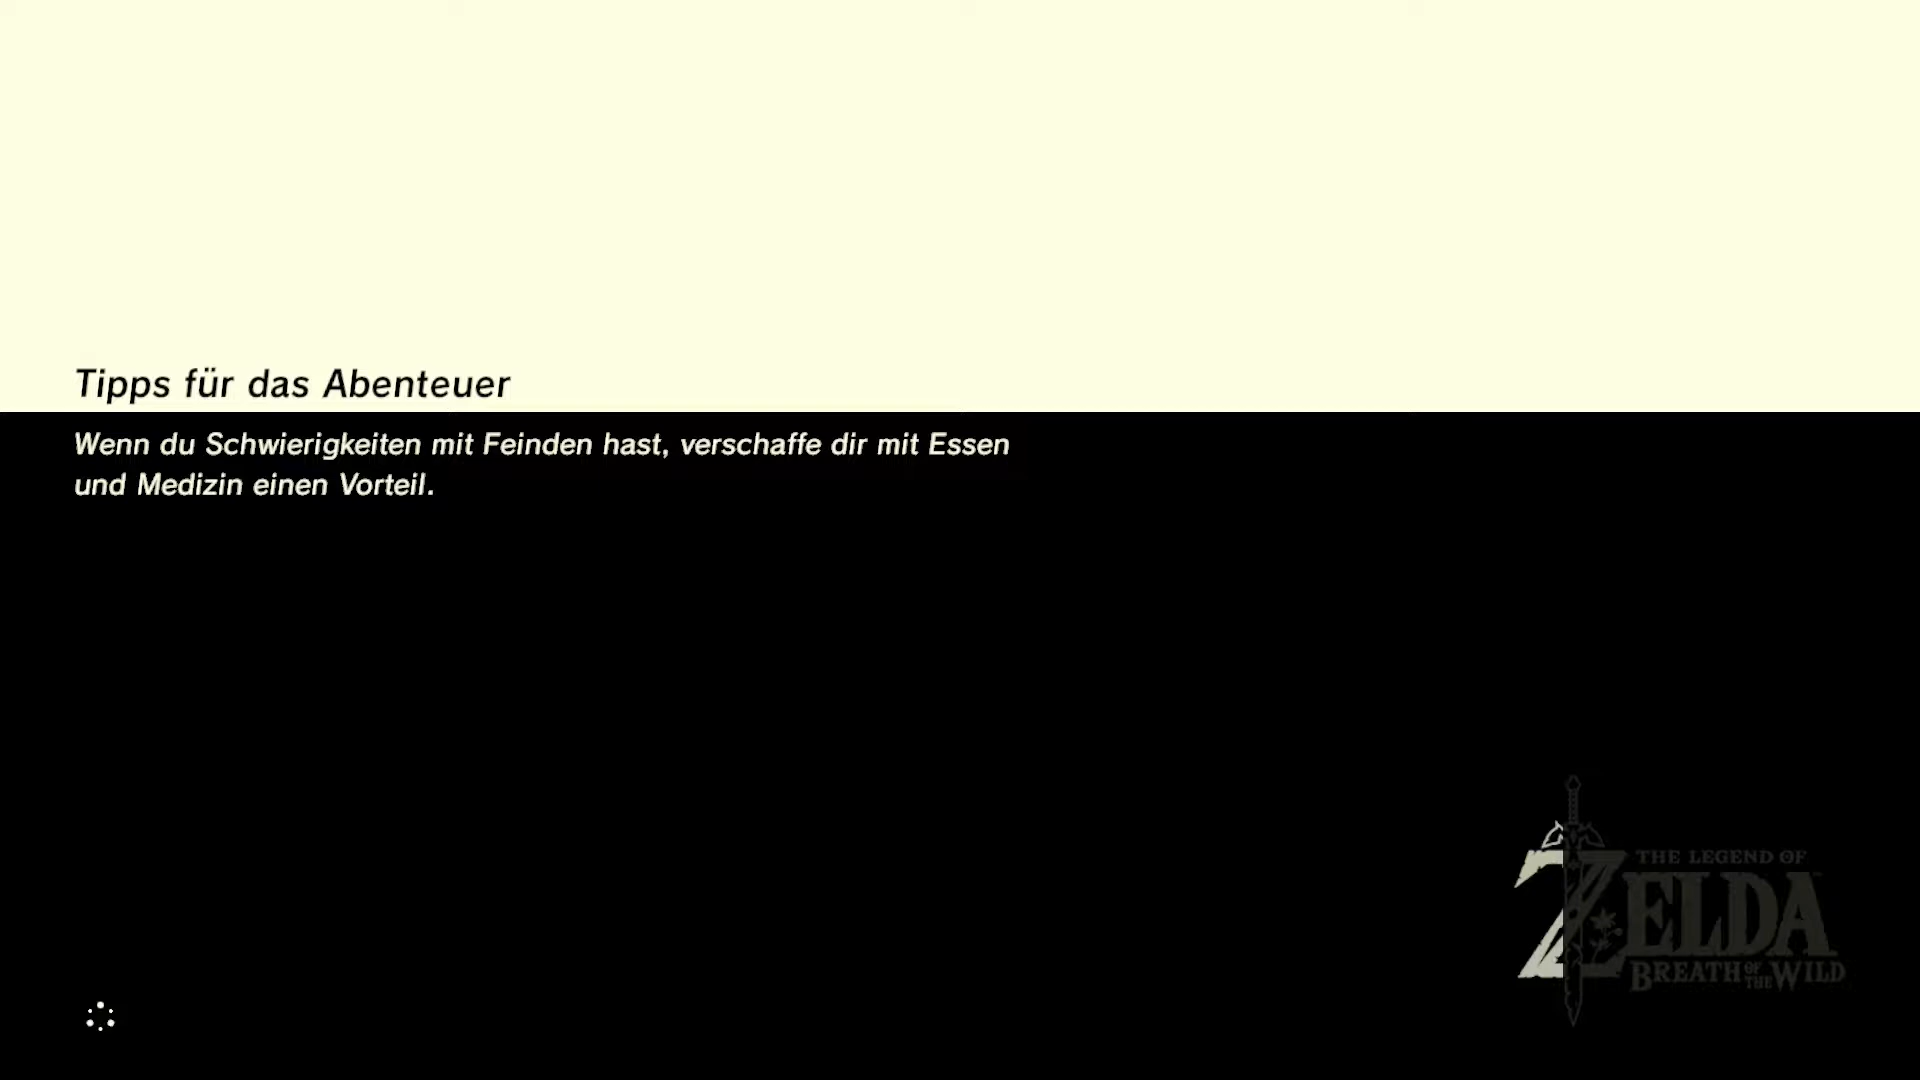 Tipps für das Abenteuer
Wenn du Schwierigkeiten mit Feinden hast, verschaffe dir mit Essen
und Medizin einen Vorteil.
THE LEGEND OF
ZELDA
BREATH OF THE WILD